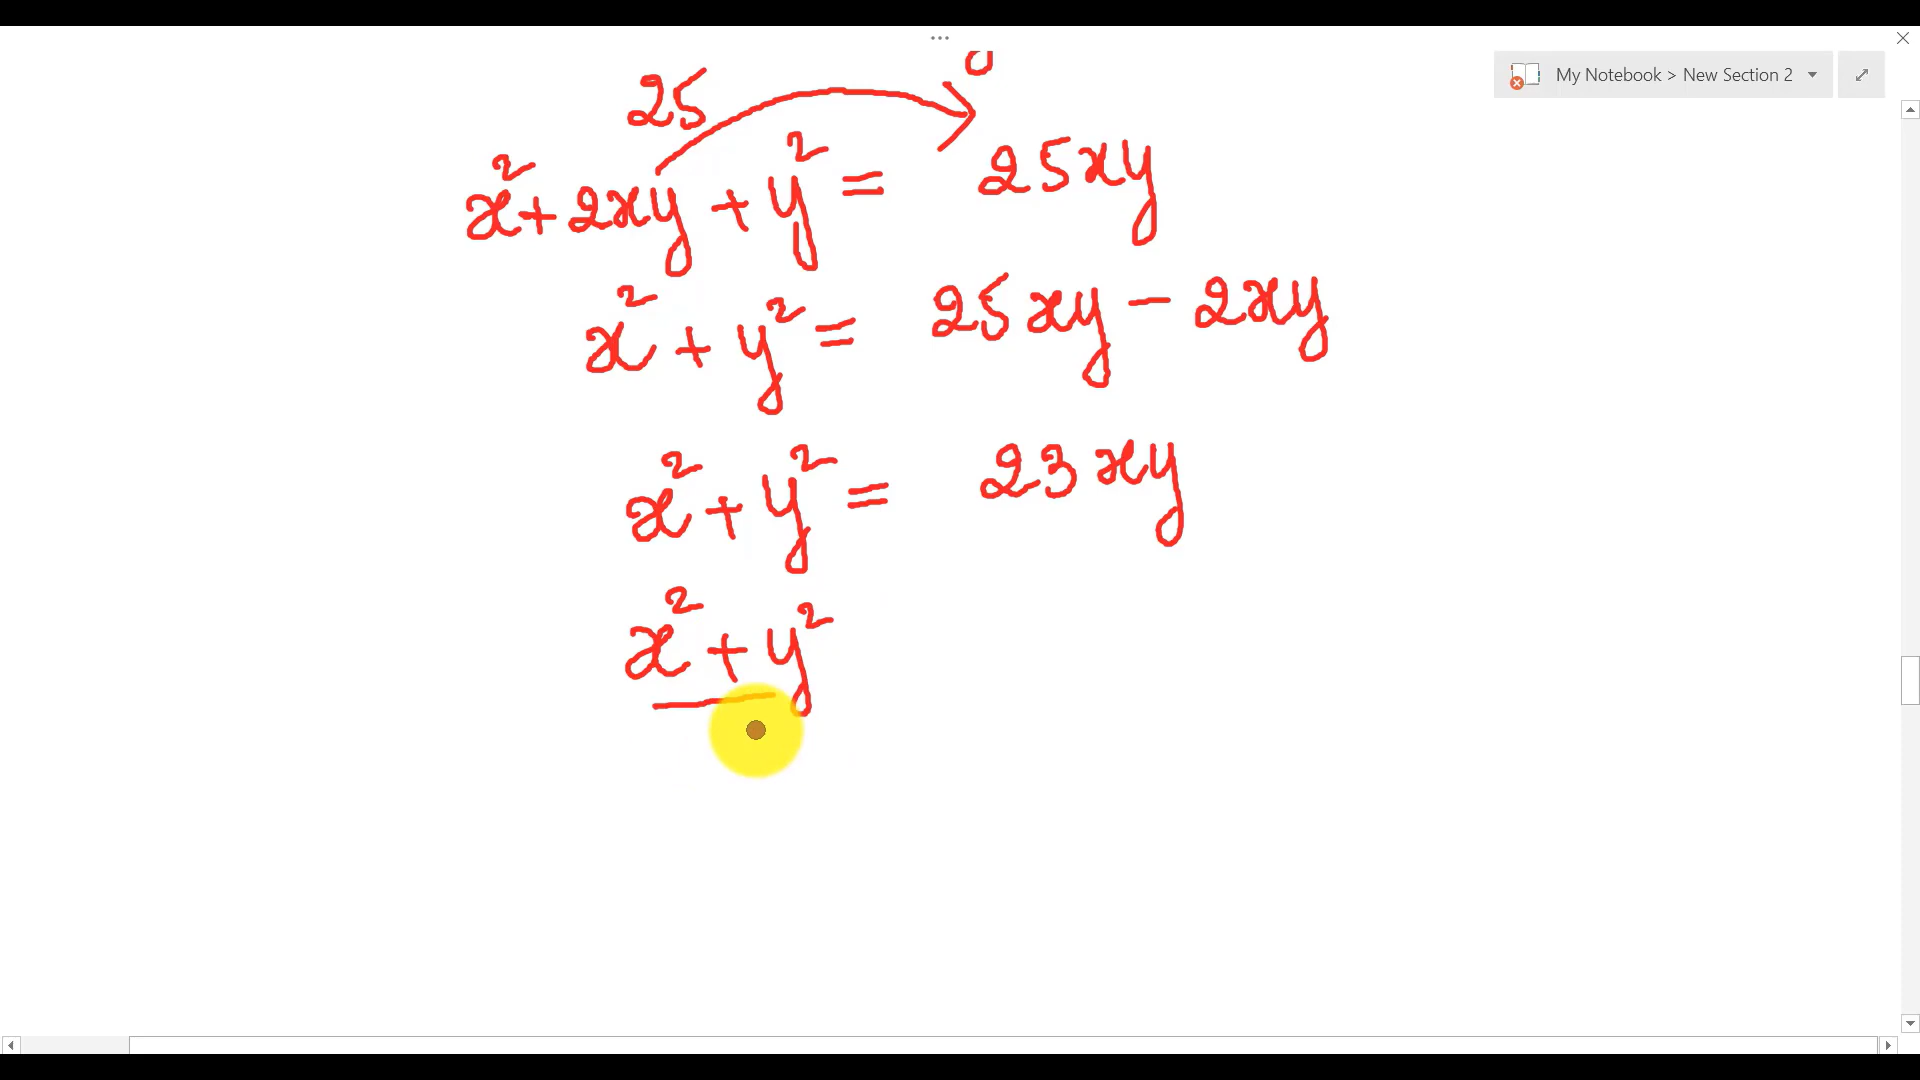 ...
My Notebook > New Section 2
25
x² + 2xy + y² = 25xy
x² + y² = 25xy - 2xy
x² + y² = 23xy
x² + y²